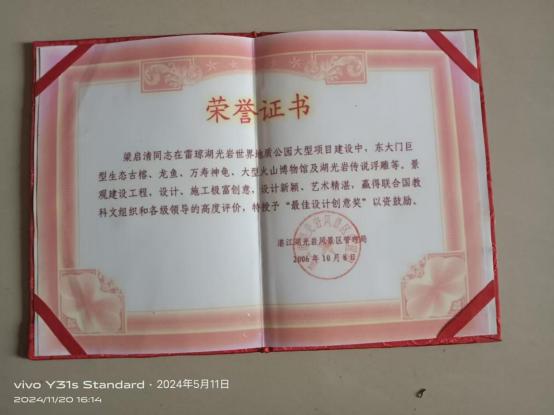 荣誉证书
梁启清同志在雷琼湖光岩世界地质公园大型项目建设中，东大门巨
型生态古榕、龙鱼、万寿神龟、大型火山博物馆及湖光岩传说浮雕等。景
观建设工程，设计、施工极富创意，设计新颖、艺术精湛，赢得联合国教
科文组织和各级领导的高度评价，特授予“最佳设计创意奖”以资鼓励。
湛江湖光岩风景区管理局
2006年10月6日
vivo Y31s Standard · 2024年5月11日
2024/11/20 16:14